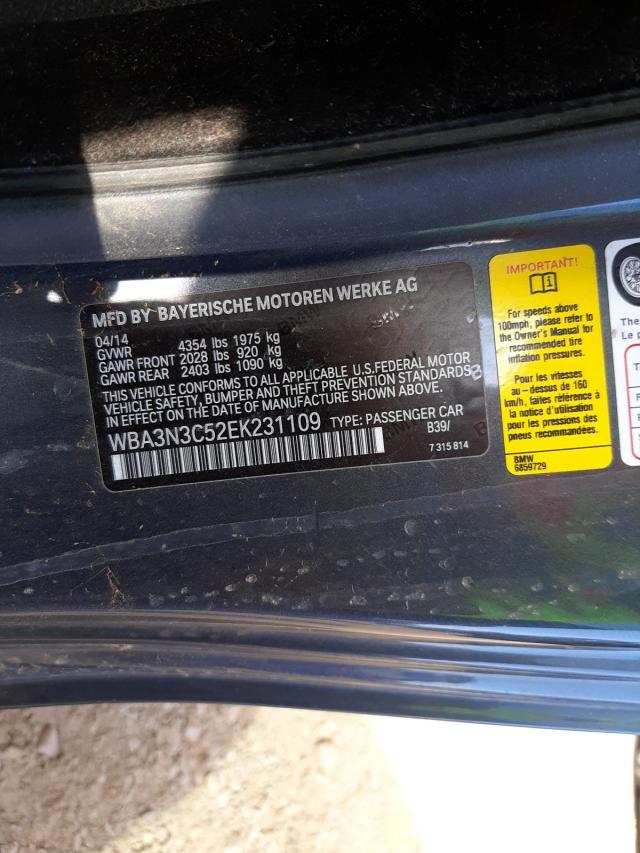 MFD BY BAYERISCHE MOTOREN WERKE AG
04/14
GVWR 4354 lbs 1975 kg
GAWR FRONT 2028 lbs 920 kg
GAWR REAR 2403 lbs 1090 kg
THIS VEHICLE CONFORMS TO ALL APPLICABLE U.S.FEDERAL MOTOR
VEHICLE SAFETY, BUMPER AND THEFT PREVENTION STANDARDS
IN EFFECT ON THE DATE OF MANUFACTURE SHOWN ABOVE.
WBA3N3C52EK231109 TYPE: PASSENGER CAR
B39/
7 315 814
IMPORTANT!
For speeds above
100mph, please refer to
the Owner's Manual for
recommended tire
inflation pressures.
Pour les vitesses
au-dessus de 160
km/h, faites référence à
la notice d'utilisation
pour les pressions des
pneus recommandées.
BMW
6859729
Le p